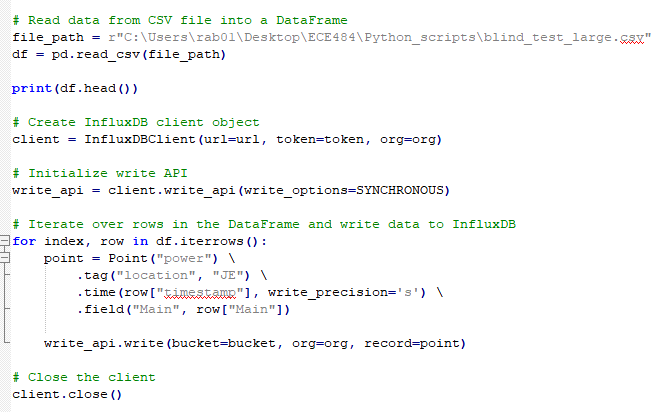 # Read data from CSV file into a DataFrame
file_path = r"C:\Users\rab01\Desktop\ECE484\Python_scripts\blind_test_large.csv"
df = pd.read_csv(file_path)
print(df.head())
# Create InfluxDB client object
client = InfluxDBClient(url=url, token=token, org=org)
# Initialize write API
write_api = client.write_api(write_options=SYNCHRONOUS)
# Iterate over rows in the DataFrame and write data to InfluxDB
for index, row in df.iterrows():
    point = Point("power") \
        .tag("location", "JE") \
        .time(row["timestamp"], write_precision='s') \
        .field("Main", row["Main"])
    write_api.write(bucket=bucket, org=org, record=point)
# Close the client
client.close()